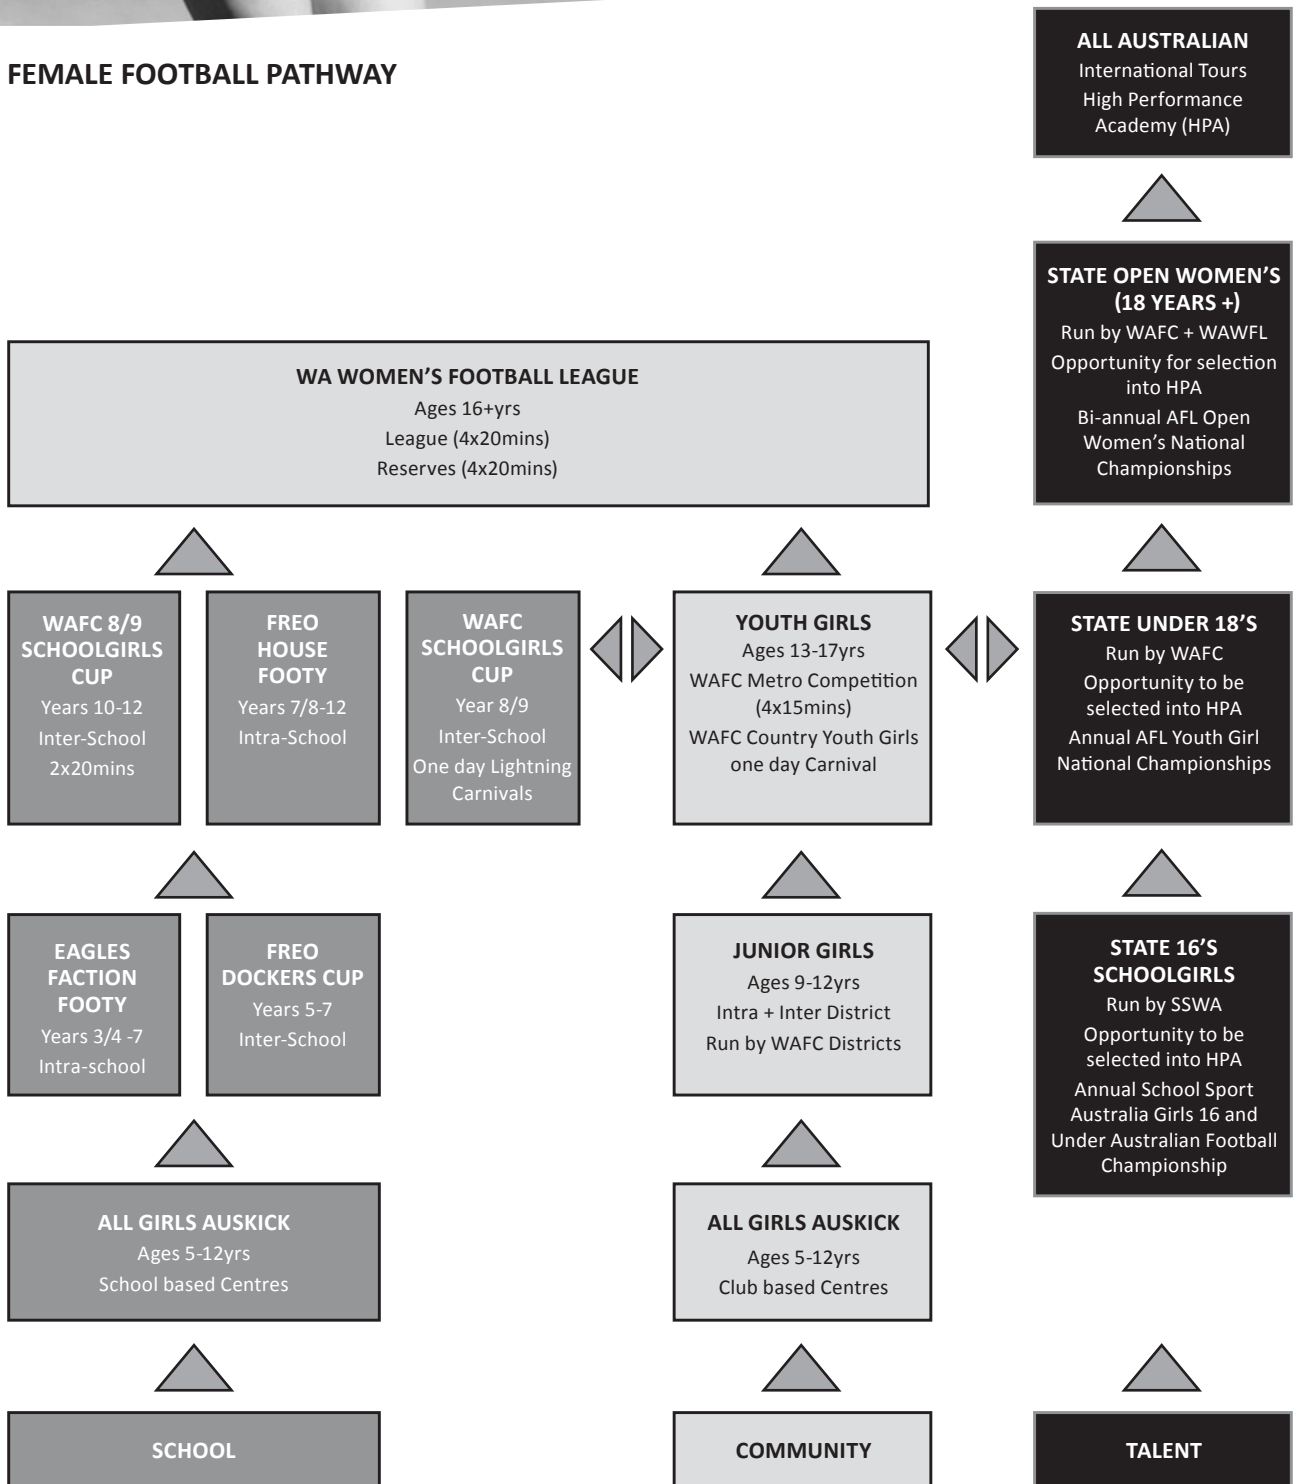 FEMALE FOOTBALL PATHWAY
ALL AUSTRALIAN
International Tours
High Performance
Academy (HPA)
STATE OPEN WOMEN'S
(18 YEARS +)
Run by WAFC + WAWFL
Opportunity for selection
into HPA
Bi-annual AFL Open
Women's National
Championships
WA WOMEN'S FOOTBALL LEAGUE
Ages 16+yrs
League (4x20mins)
Reserves (4x20mins)
WAFC 8/9
SCHOOLGIRLS
CUP
Years 10-12
Inter-School
2x20mins
FREO
HOUSE
FOOTY
Years 7/8-12
Intra-School
WAFC
SCHOOLGIRLS
CUP
Year 8/9
Inter-School
One day Lightning
Carnivals
YOUTH GIRLS
Ages 13-17yrs
WAFC Metro Competition
(4x15mins)
WAFC Country Youth Girls
one day Carnival
STATE UNDER 18'S
Run by WAFC
Opportunity to be
selected into HPA
Annual AFL Youth Girl
National Championships
EAGLES
FACTION
FOOTY
Years 3/4 -7
Intra-school
FREO
DOCKERS CUP
Years 5-7
Inter-School
JUNIOR GIRLS
Ages 9-12yrs
Intra + Inter District
Run by WAFC Districts
STATE 16'S
SCHOOLGIRLS
Run by SSWA
Opportunity to be
selected into HPA
Annual School Sport
Australia Girls 16 and
Under Australian Football
Championship
ALL GIRLS AUSKICK
Ages 5-12yrs
School based Centres
ALL GIRLS AUSKICK
Ages 5-12yrs
Club based Centres
SCHOOL
COMMUNITY
TALENT